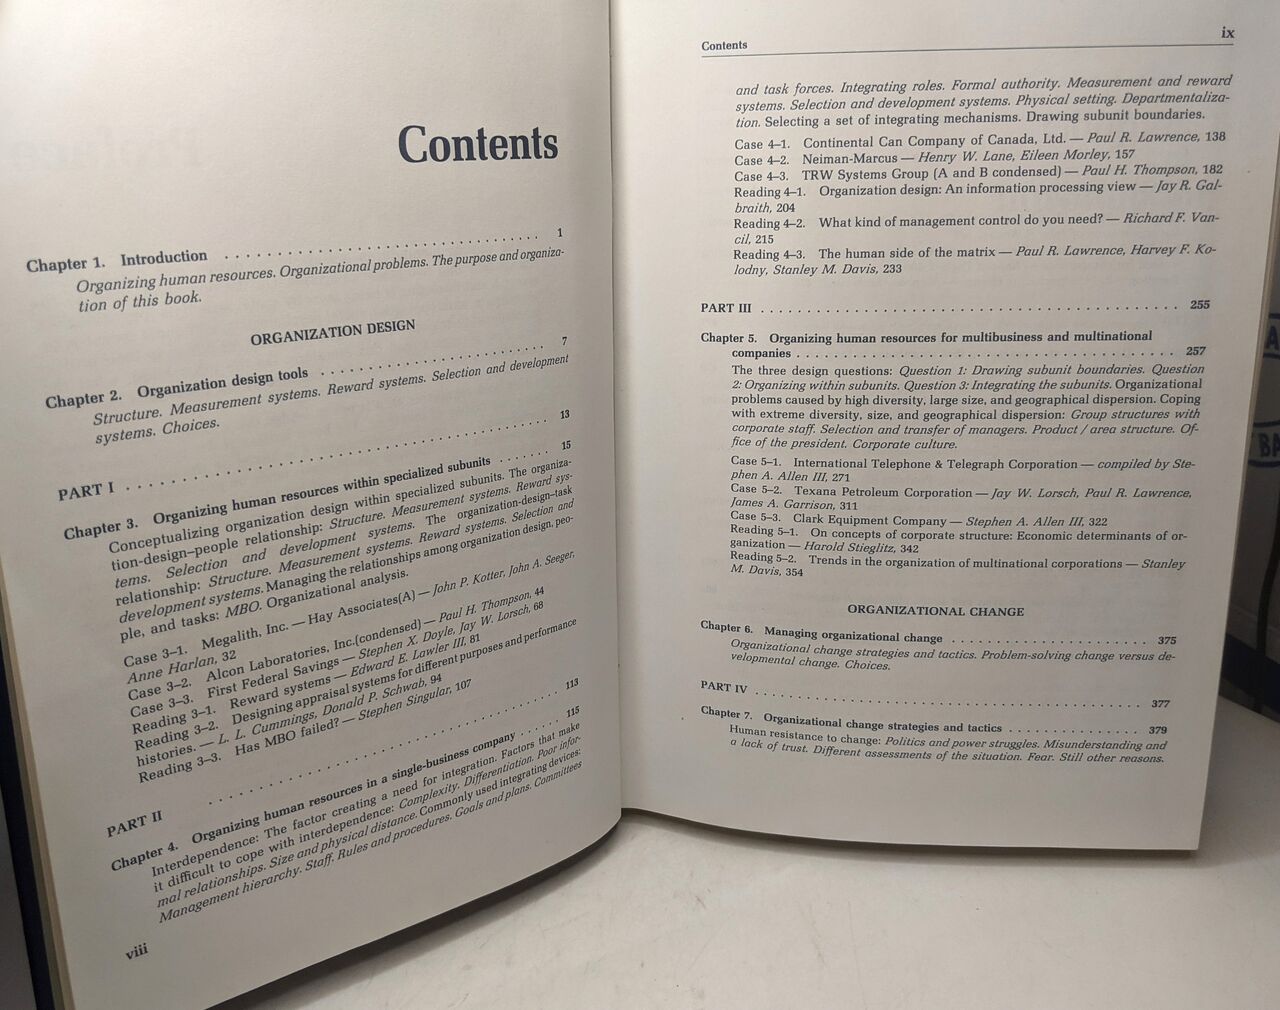 Contents
Chapter 1. Introduction . . . . . . . . . . . . . . . . . . . . . . . . . . . . . . 1
Organizing human resources. Organizational problems. The purpose and organiza-
tion of this book.
ORGANIZATION DESIGN
Chapter 2. Organization design tools . . . . . . . . . . . . . . . . . . . . . . 7
Structure. Measurement systems. Reward systems. Selection and development
systems. Choices.
PART I . . . . . . . . . . . . . . . . . . . . . . . . . . . . . . . . . . . . . 13
Chapter 3. Organizing human resources within specialized subunits . . . . . . . 15
Conceptualizing organization design within specialized subunits. The organiza-
tion-design–people relationship: Structure. Measurement systems. Reward sys-
tems. Selection and development systems. The organization-design–task
relationship: Structure. Measurement systems. Reward systems. Selection and
development systems. Managing the relationships among organization design, peo-
ple, and tasks: MBO. Organizational analysis.
Case 3–1. Megalith, Inc. — Hay Associates(A) — John P. Kotter, John A. Seeger,
Anne Harlan, 32
Case 3–2. Alcon Laboratories, Inc.(condensed) — Paul H. Thompson, 44
Case 3–3. First Federal Savings — Stephen X. Doyle, Jay W. Lorsch, 68
Reading 3–1. Reward systems — Edward E. Lawler III, 81
Reading 3–2. Designing appraisal systems for different purposes and performance
histories. — L. L. Cummings, Donald P. Schwab, 94
Reading 3–3. Has MBO failed? — Stephen Singular, 107
PART II . . . . . . . . . . . . . . . . . . . . . . . . . . . . . . . . . . . . 113
Chapter 4. Organizing human resources in a single-business company . . . . . . 115
Interdependence: The factor creating a need for integration. Factors that make
it difficult to cope with interdependence: Complexity. Differentiation. Poor infor-
mal relationships. Size and physical distance. Commonly used integrating devices:
Management hierarchy. Staff. Rules and procedures. Goals and plans. Committees
viii
Contents ix
and task forces. Integrating roles. Formal authority. Measurement and reward
systems. Selection and development systems. Physical setting. Departmentaliza-
tion. Selecting a set of integrating mechanisms. Drawing subunit boundaries.
Case 4–1. Continental Can Company of Canada, Ltd. — Paul R. Lawrence, 138
Case 4–2. Neiman-Marcus — Henry W. Lane, Eileen Morley, 157
Case 4–3. TRW Systems Group (A and B condensed) — Paul H. Thompson, 182
Reading 4–1. Organization design: An information processing view — Jay R. Gal-
braith, 204
Reading 4–2. What kind of management control do you need? — Richard F. Van-
cil, 215
Reading 4–3. The human side of the matrix — Paul R. Lawrence, Harvey F. Ko-
lodny, Stanley M. Davis, 233
PART III . . . . . . . . . . . . . . . . . . . . . . . . . . . . . . . . . . . 255
Chapter 5. Organizing human resources for multibusiness and multinational
companies . . . . . . . . . . . . . . . . . . . . . . . . . . . . . . . . . 257
The three design questions: Question 1: Drawing subunit boundaries. Question
2: Organizing within subunits. Question 3: Integrating the subunits. Organizational
problems caused by high diversity, large size, and geographical dispersion. Coping
with extreme diversity, size, and geographical dispersion: Group structures with
corporate staff. Selection and transfer of managers. Product / area structure. Of-
fice of the president. Corporate culture.
Case 5–1. International Telephone & Telegraph Corporation — compiled by Ste-
phen A. Allen III, 271
Case 5–2. Texana Petroleum Corporation — Jay W. Lorsch, Paul R. Lawrence,
James A. Garrison, 311
Case 5–3. Clark Equipment Company — Stephen A. Allen III, 322
Reading 5–1. On concepts of corporate structure: Economic determinants of or-
ganization — Harold Stieglitz, 342
Reading 5–2. Trends in the organization of multinational corporations — Stanley
M. Davis, 354
ORGANIZATIONAL CHANGE
Chapter 6. Managing organizational change . . . . . . . . . . . . . . . . . . . 375
Organizational change strategies and tactics. Problem-solving change versus de-
velopmental change. Choices.
PART IV . . . . . . . . . . . . . . . . . . . . . . . . . . . . . . . . . . . 377
Chapter 7. Organizational change strategies and tactics . . . . . . . . . . . . . 379
Human resistance to change: Politics and power struggles. Misunderstanding and
a lack of trust. Different assessments of the situation. Fear. Still other reasons.